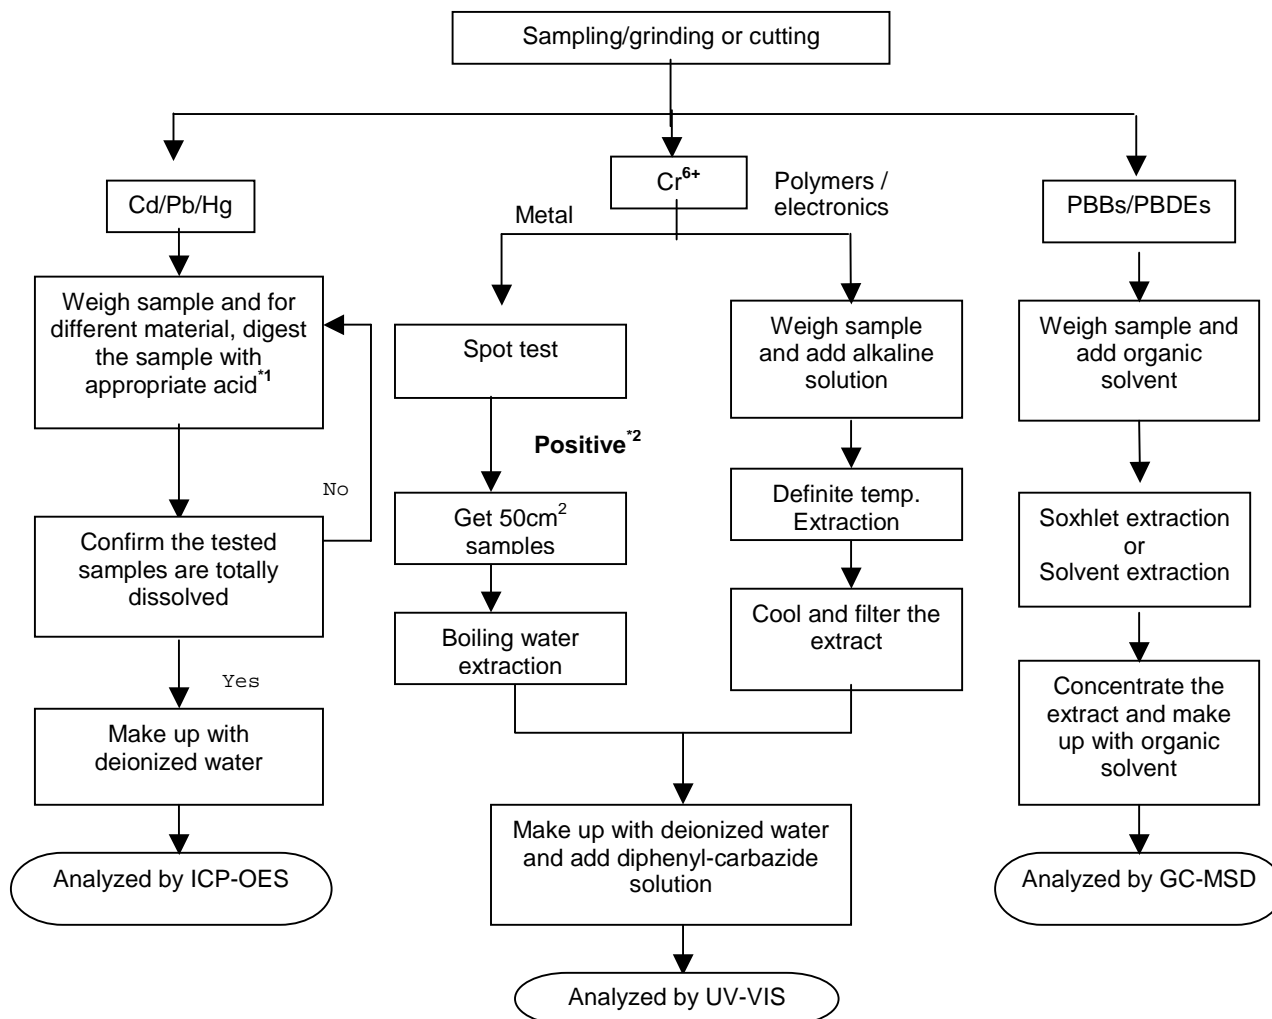 Sampling/grinding or cutting
Cd/Pb/Hg
Weigh sample and for
different material, digest
the sample with
appropriate acid*1
No
Confirm the tested
samples are totally
dissolved
Yes
Make up with
deionized water
Analyzed by ICP-OES
Cr6+
Metal
Spot test
Positive*2
Get 50cm2
samples
Boiling water
extraction
Polymers /
electronics
Weigh sample
and add alkaline
solution
Definite temp.
Extraction
Cool and filter the
extract
Make up with deionized water
and add diphenyl-carbazide
solution
Analyzed by UV-VIS
PBBs/PBDEs
Weigh sample and
add organic
solvent
Soxhlet extraction
or
Solvent extraction
Concentrate the
extract and make
up with organic
solvent
Analyzed by GC-MSD